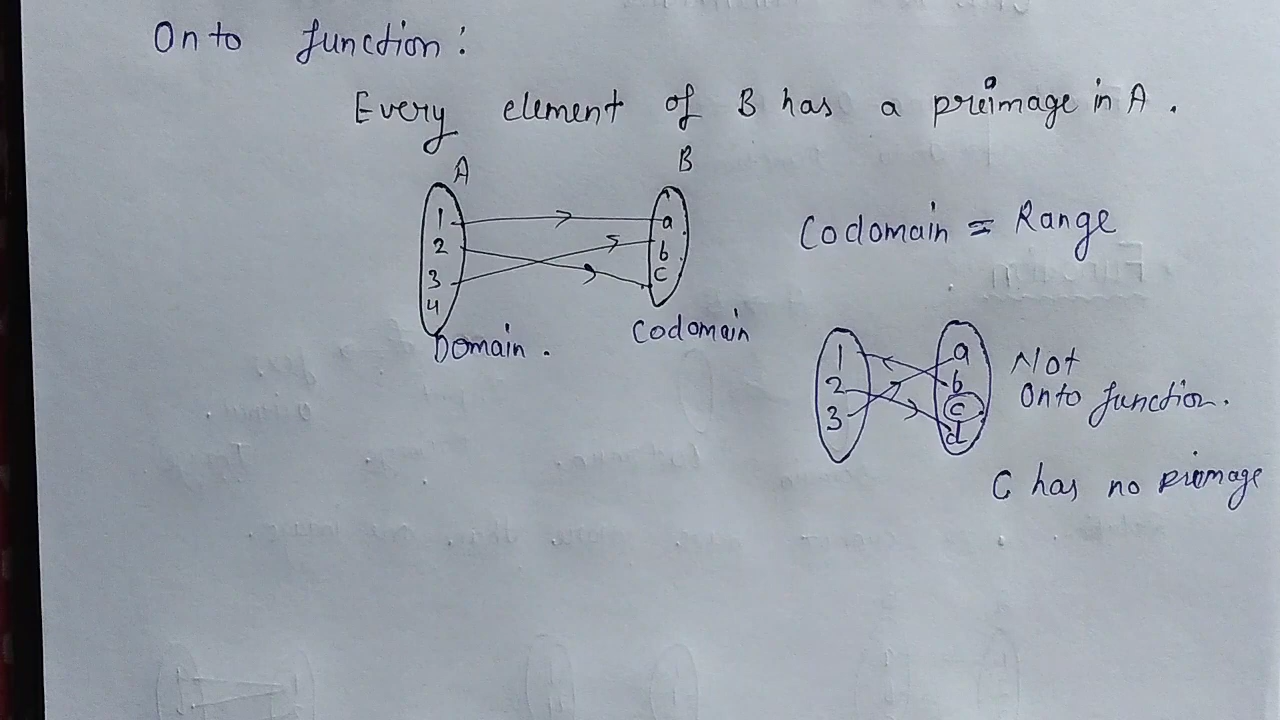 Onto function:
Every element of B has a preimage in A.
A
B
1
2
3
4
a
b
c
Codomain = Range
Domain.
Codomain
1
2
3
a
b
c
d
Not
Onto function.
C has no primage